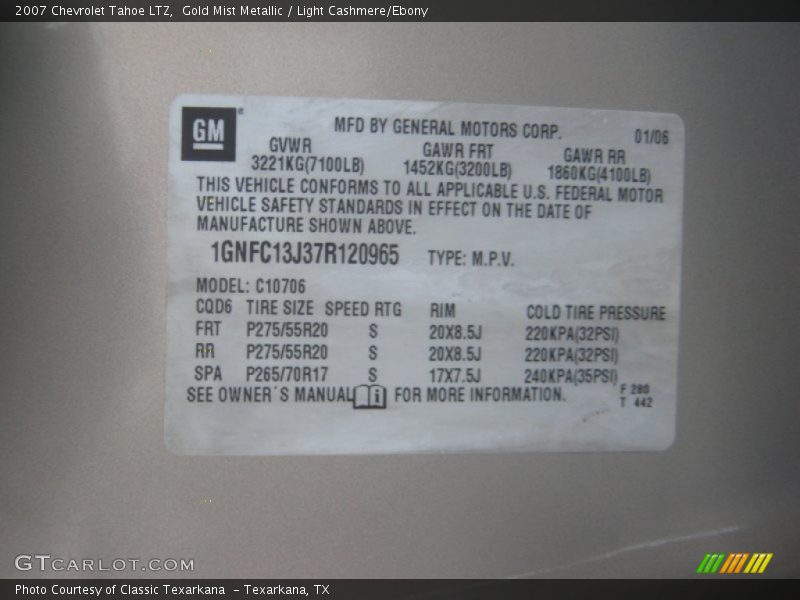 2007 Chevrolet Tahoe LTZ,  Gold Mist Metallic / Light Cashmere/Ebony
GM ®
MFD BY GENERAL MOTORS CORP. 01/06
GVWR GAWR FRT GAWR RR
3221KG(7100LB) 1452KG(3200LB) 1860KG(4100LB)
THIS VEHICLE CONFORMS TO ALL APPLICABLE U.S. FEDERAL MOTOR
VEHICLE SAFETY STANDARDS IN EFFECT ON THE DATE OF
MANUFACTURE SHOWN ABOVE.
1GNFC13J37R120965 TYPE: M.P.V.
MODEL: C10706
CQD6 TIRE SIZE SPEED RTG RIM COLD TIRE PRESSURE
FRT P275/55R20 S 20X8.5J 220KPA(32PSI)
RR P275/55R20 S 20X8.5J 220KPA(32PSI)
SPA P265/70R17 S 17X7.5J 240KPA(35PSI)
SEE OWNER'S MANUAL i FOR MORE INFORMATION.
F 280
T 442
GTCARLOT.COM
Photo Courtesy of Classic Texarkana  – Texarkana, TX